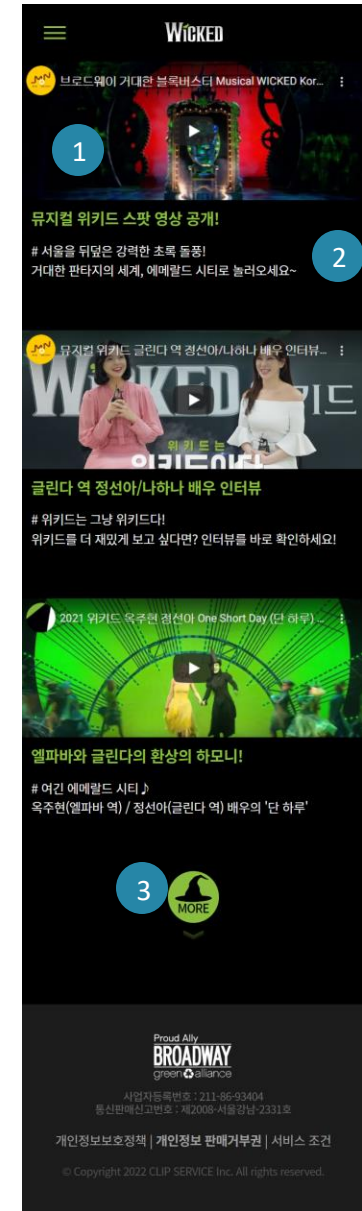 WICKED
브로드웨이 거대한 블록버스터 Musical WICKED Kor...
1
뮤지컬 위키드 스팟 영상 공개!
# 서울을 뒤덮은 강력한 초록 돌풍!
거대한 판타지의 세계, 에메랄드 시티로 놀러오세요~
2
뮤지컬 위키드 글린다 역 정선아/나하나 배우 인터뷰...
WICKED 키드
위키드는
위키드이다
글린다 역 정선아/나하나 배우 인터뷰
# 위키드는 그냥 위키드다!
위키드를 더 재밌게 보고 싶다면? 인터뷰를 바로 확인하세요!
2021 위키드 옥주현 정선아 One Short Day (단 하루) ...
엘파바와 글린다의 환상의 하모니!
# 여긴 에메랄드 시티 ♪
옥주현(엘파바 역) / 정선아(글린다 역) 배우의 '단 하루'
3
MORE
Proud Ally
BROADWAY
green alliance
사업자등록번호 : 211-86-93404
통신판매신고번호 : 제2008-서울강남-2331호
개인정보보호정책 | 개인정보 판매거부권 | 서비스 조건
© Copyright 2022 CLIP SERVICE Inc. All rights reserved.